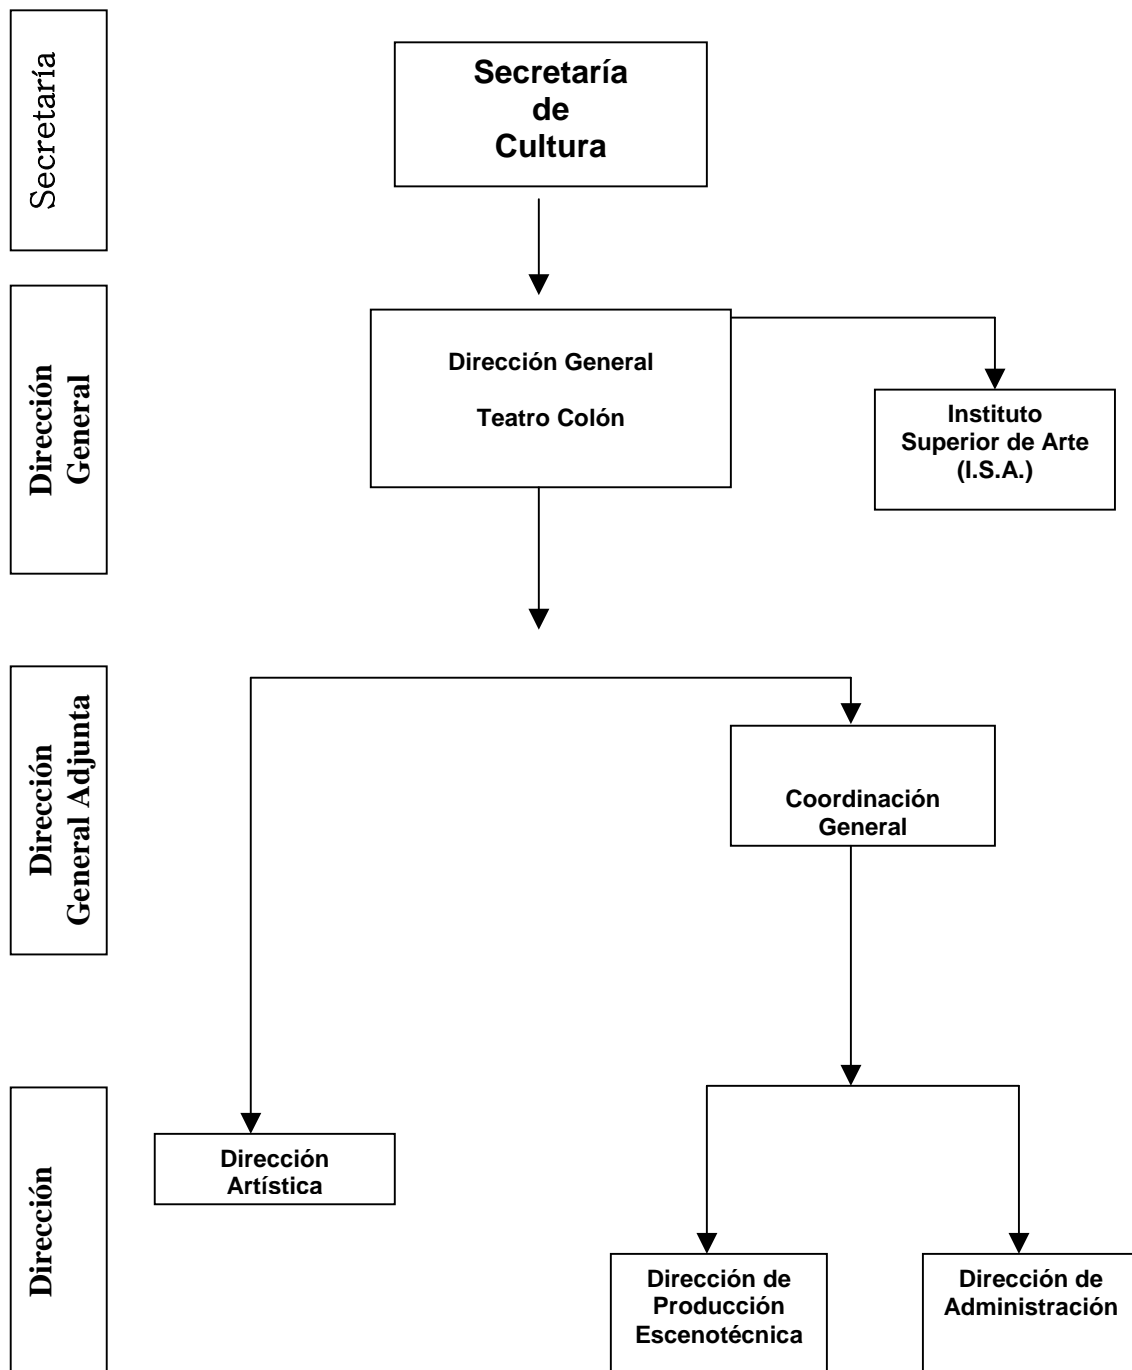 Secretaría
Secretaría
de
Cultura
Dirección
General
Dirección General
Teatro Colón
Instituto
Superior de Arte
(I.S.A.)
Dirección
General Adjunta
Coordinación
General
Dirección
Dirección
Artística
Dirección de
Producción
Escenotécnica
Dirección de
Administración